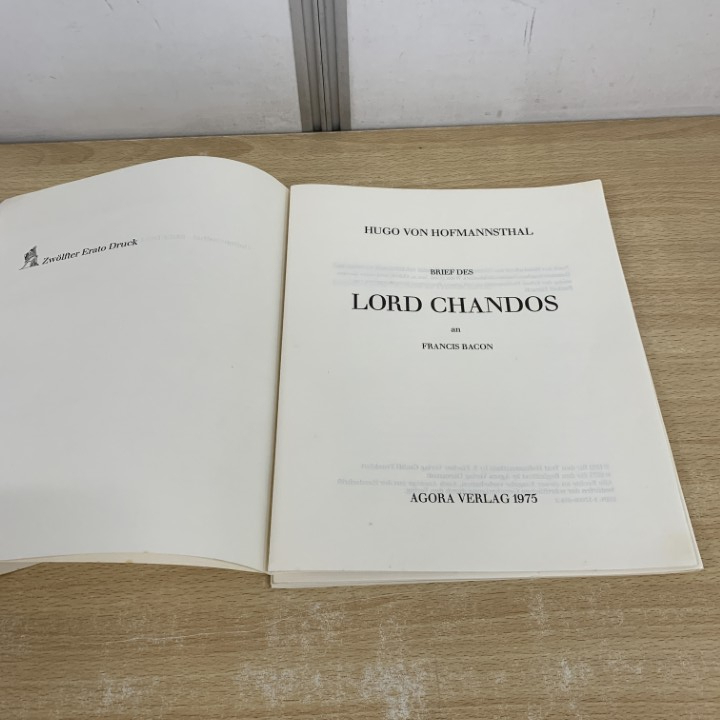 Zwölfter Erato Druck
HUGO VON HOFMANNSTHAL
BRIEF DES
LORD CHANDOS
an
FRANCIS BACON
AGORA VERLAG 1975